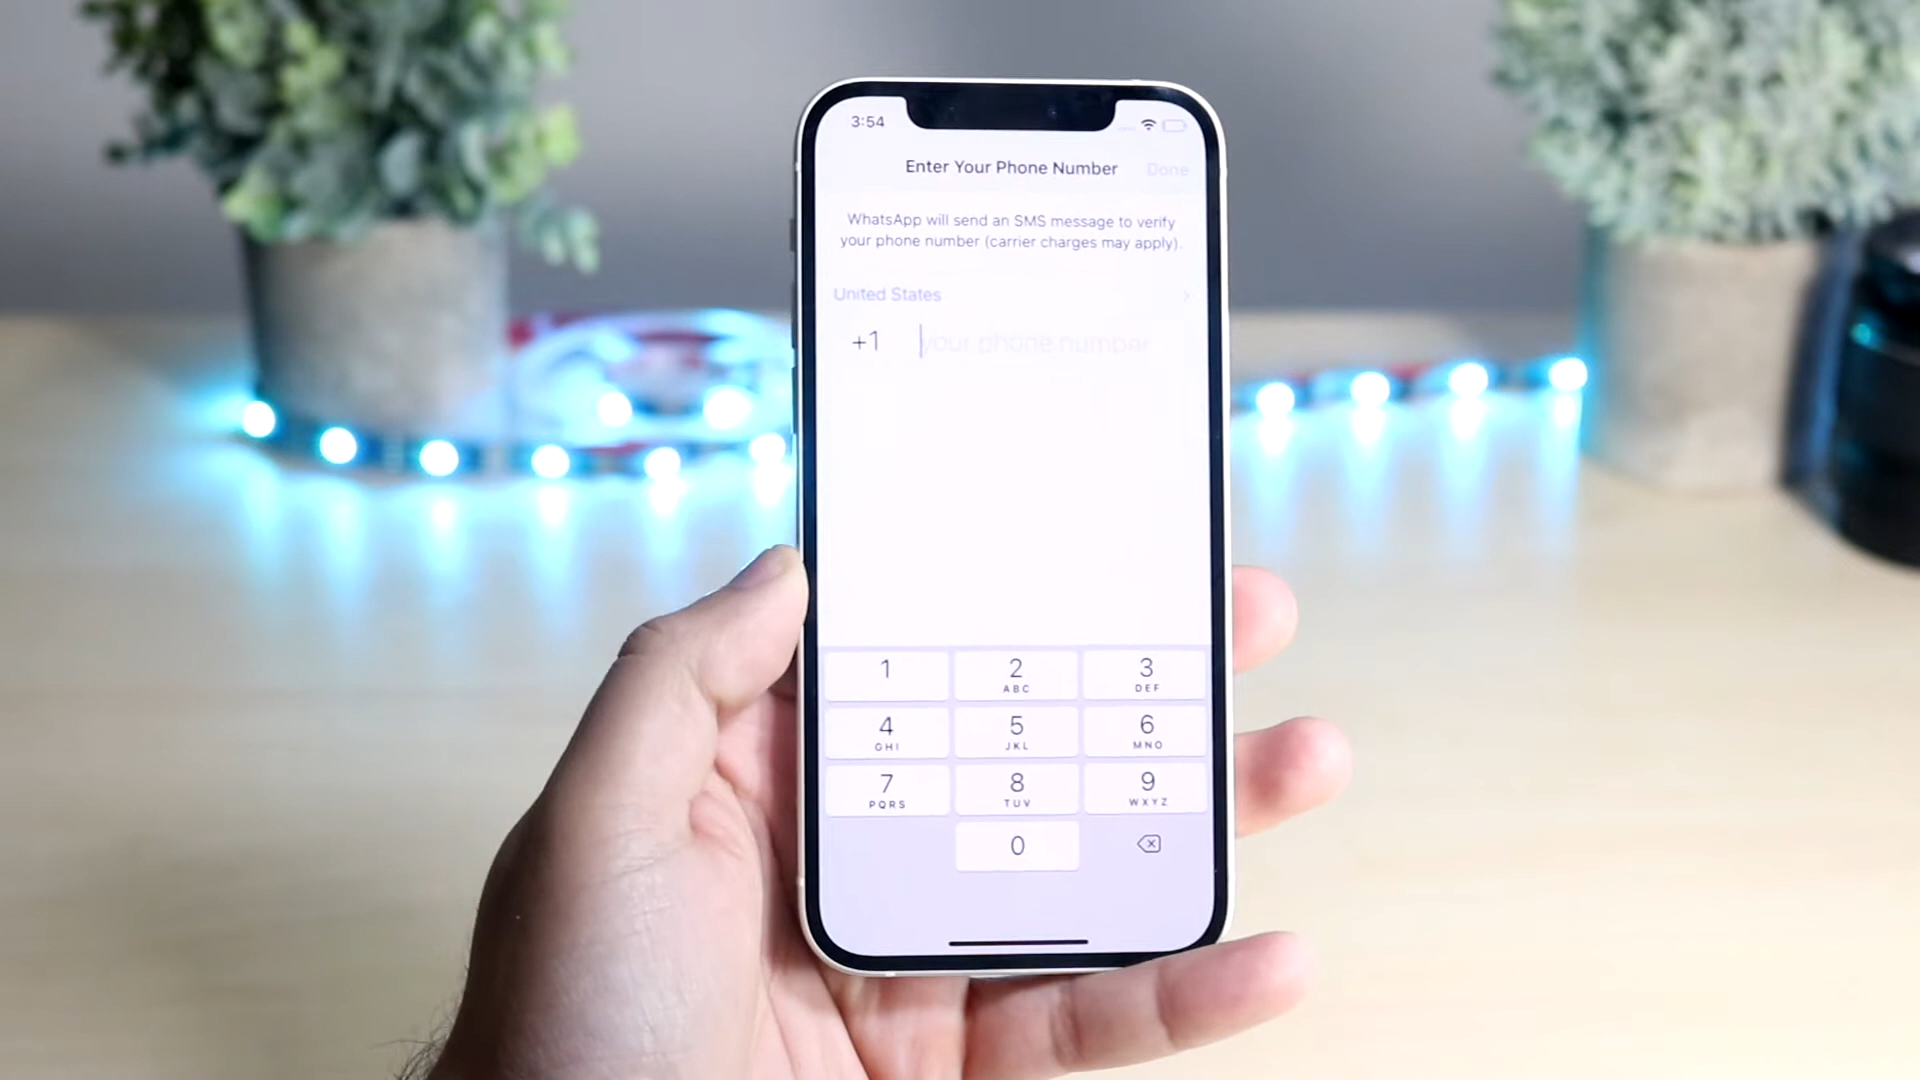 3:54
Enter Your Phone Number Done
WhatsApp will send an SMS message to verify
your phone number (carrier charges may apply).
United States
+1 your phone number
1 2 3
ABC DEF
4 5 6
GHI JKL MNO
7 8 9
PQRS TUV WXYZ
0